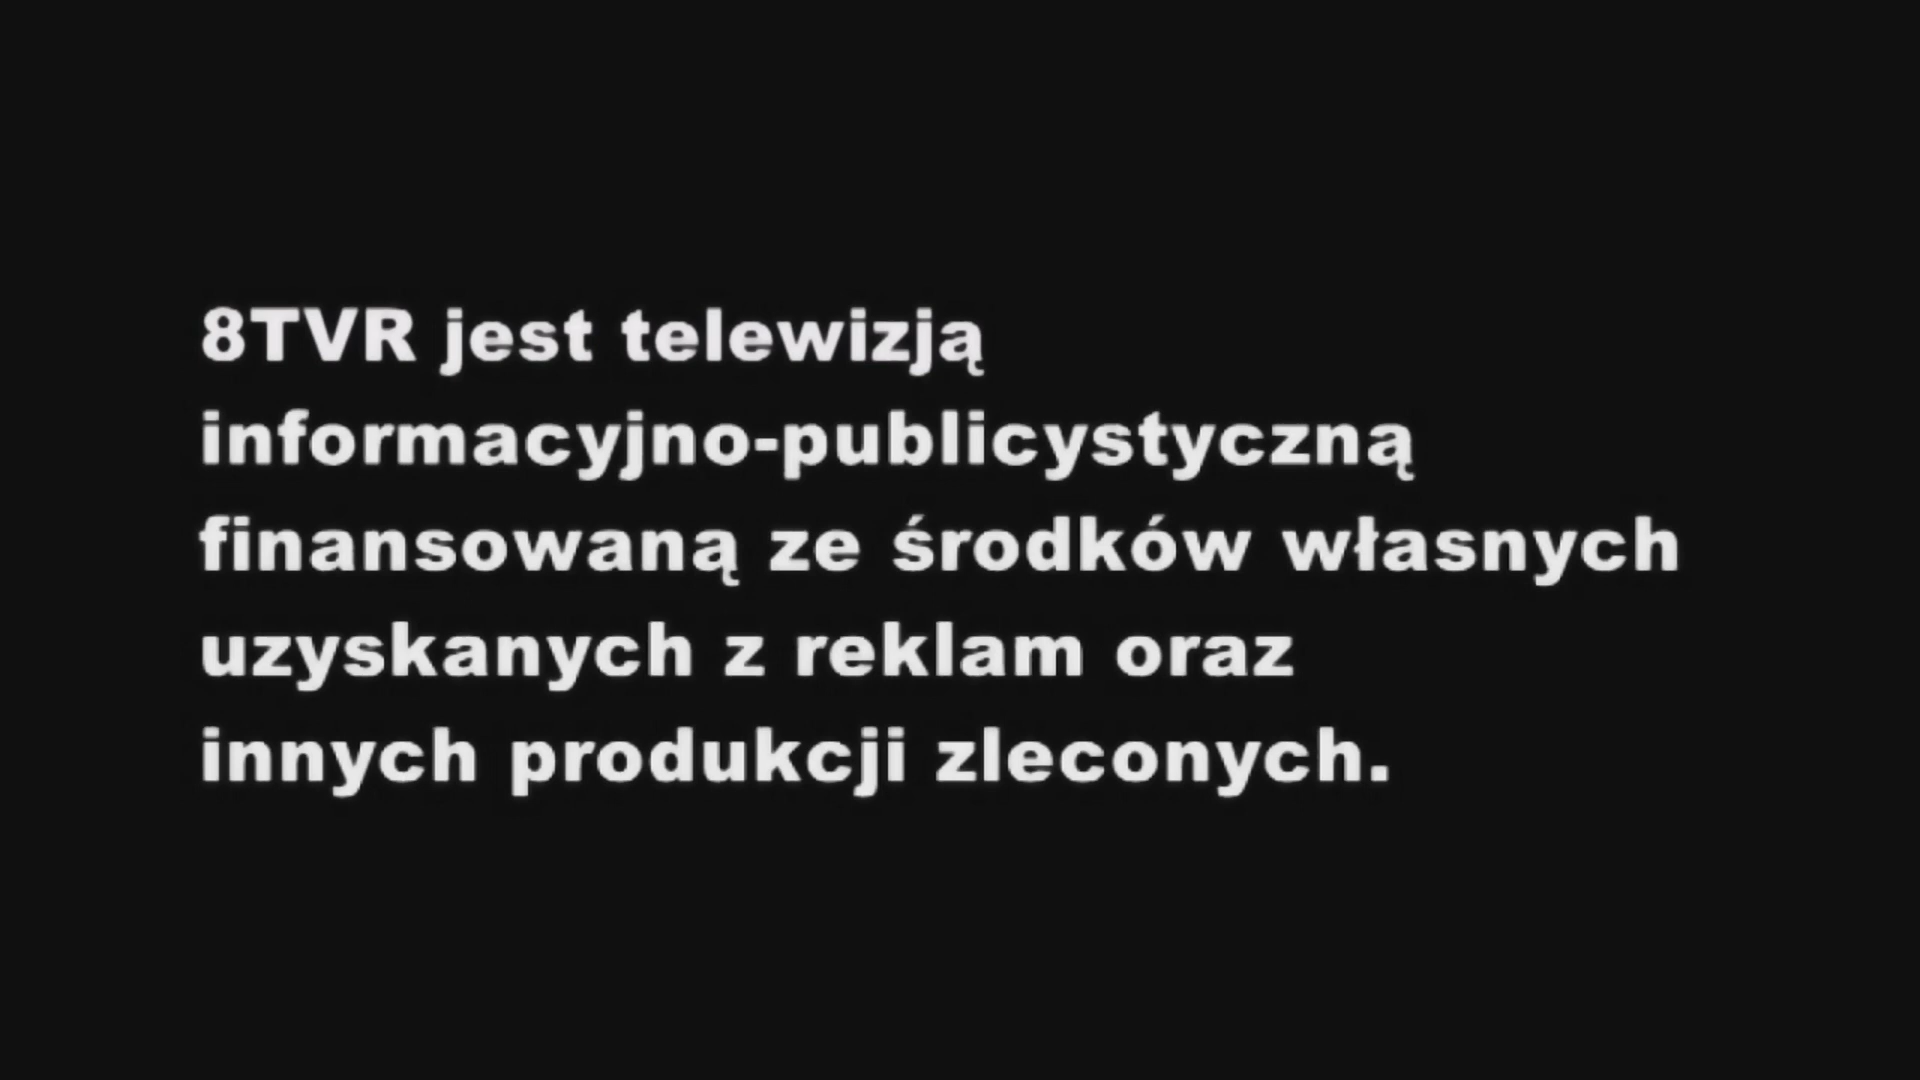 8TVR jest telewizją
informacyjno-publicystyczną
finansowaną ze środków własnych
uzyskanych z reklam oraz
innych produkcji zleconych.